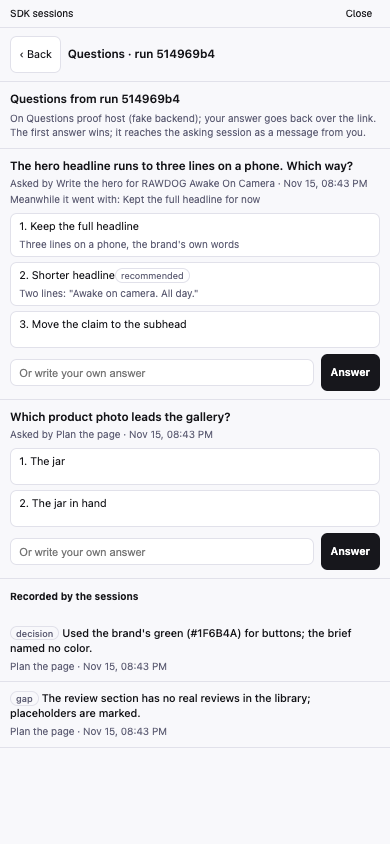 SDK sessions
Close
‹ Back
Questions · run 514969b4
Questions from run 514969b4
On Questions proof host (fake backend); your answer goes back over the link.
The first answer wins; it reaches the asking session as a message from you.
The hero headline runs to three lines on a phone. Which way?
Asked by Write the hero for RAWDOG Awake On Camera · Nov 15, 08:43 PM
Meanwhile it went with: Kept the full headline for now
1. Keep the full headline
Three lines on a phone, the brand's own words
2. Shorter headline recommended
Two lines: "Awake on camera. All day."
3. Move the claim to the subhead
Or write your own answer
Answer
Which product photo leads the gallery?
Asked by Plan the page · Nov 15, 08:43 PM
1. The jar
2. The jar in hand
Or write your own answer
Answer
Recorded by the sessions
decision Used the brand's green (#1F6B4A) for buttons; the brief
named no color.
Plan the page · Nov 15, 08:43 PM
gap The review section has no real reviews in the library;
placeholders are marked.
Plan the page · Nov 15, 08:43 PM